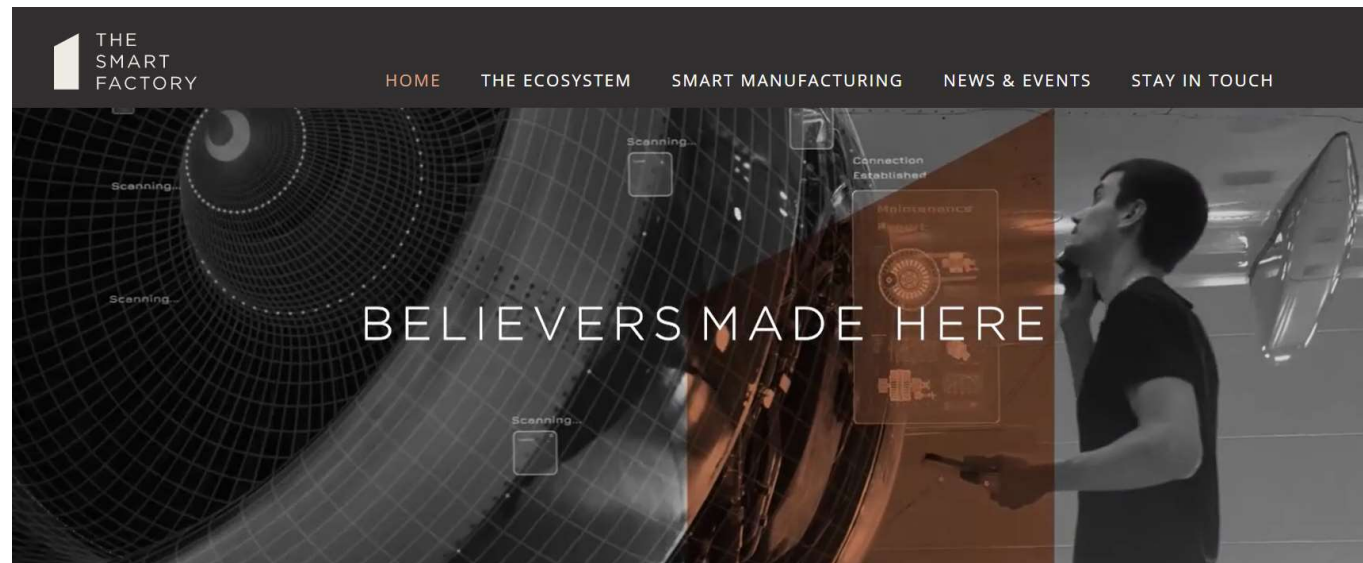 THE
SMART
FACTORY
HOME THE ECOSYSTEM SMART MANUFACTURING NEWS & EVENTS STAY IN TOUCH
Scanning...
Connection
Established
Scanning...
Scanning...
BELIEVERS MADE HERE
Scanning...